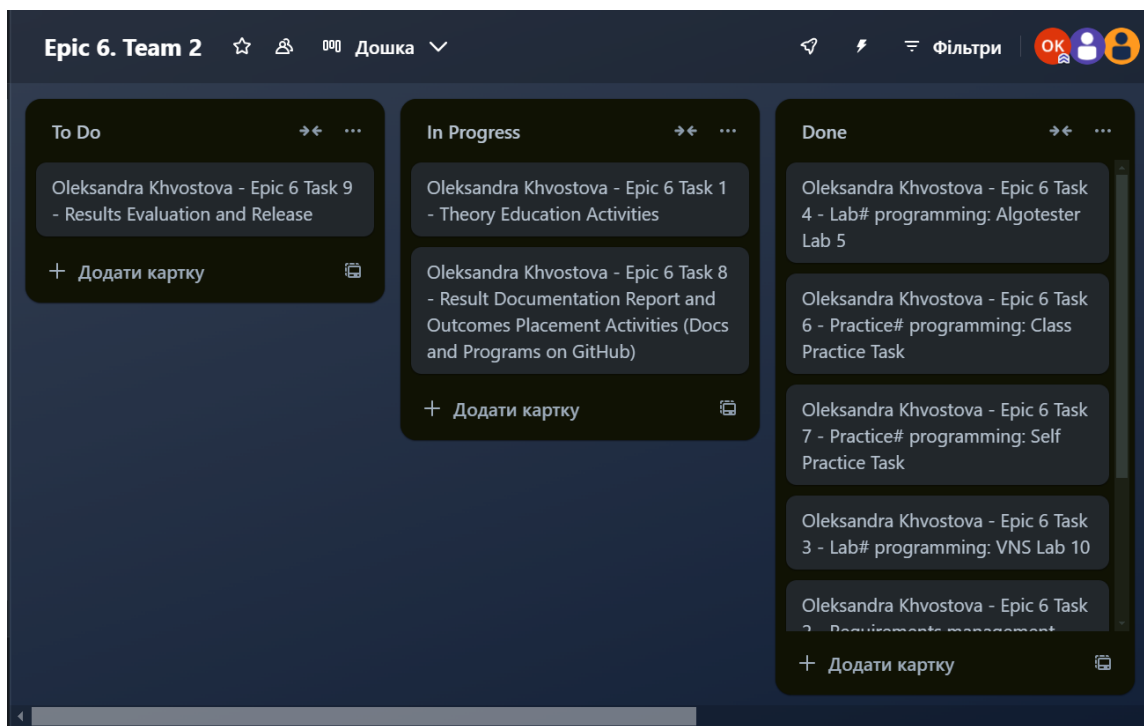 Epic 6. Team 2
Дошка
Фільтри
OK
To Do
Oleksandra Khvostova - Epic 6 Task 9
- Results Evaluation and Release
Додати картку
In Progress
Oleksandra Khvostova - Epic 6 Task 1
- Theory Education Activities
Oleksandra Khvostova - Epic 6 Task 8
- Result Documentation Report and
Outcomes Placement Activities (Docs
and Programs on GitHub)
Додати картку
Done
Oleksandra Khvostova - Epic 6 Task
4 - Lab# programming: Algotester
Lab 5
Oleksandra Khvostova - Epic 6 Task
6 - Practice# programming: Class
Practice Task
Oleksandra Khvostova - Epic 6 Task
7 - Practice# programming: Self
Practice Task
Oleksandra Khvostova - Epic 6 Task
3 - Lab# programming: VNS Lab 10
Oleksandra Khvostova - Epic 6 Task
2 - Requirements management
Додати картку